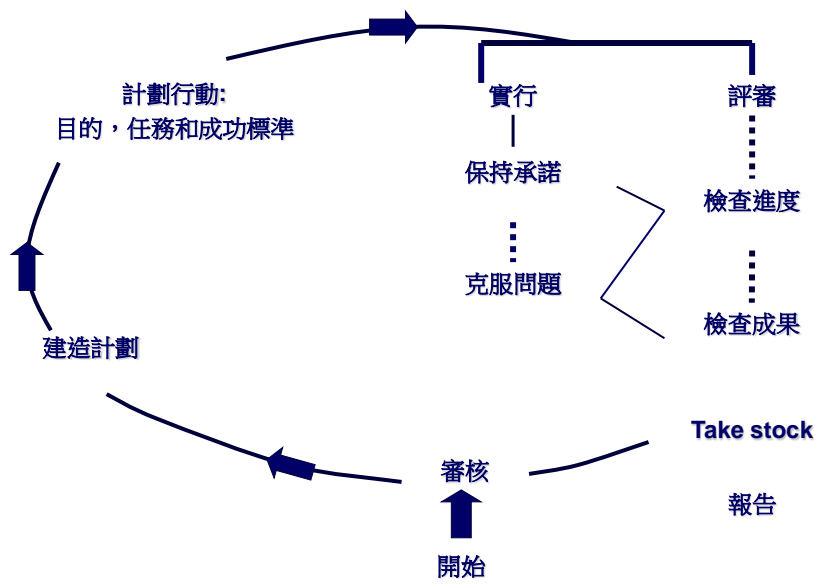 計劃行動:
目的，任務和成功標準
實行
評審
保持承諾
檢查進度
克服問題
檢查成果
建造計劃
Take stock
審核
報告
開始